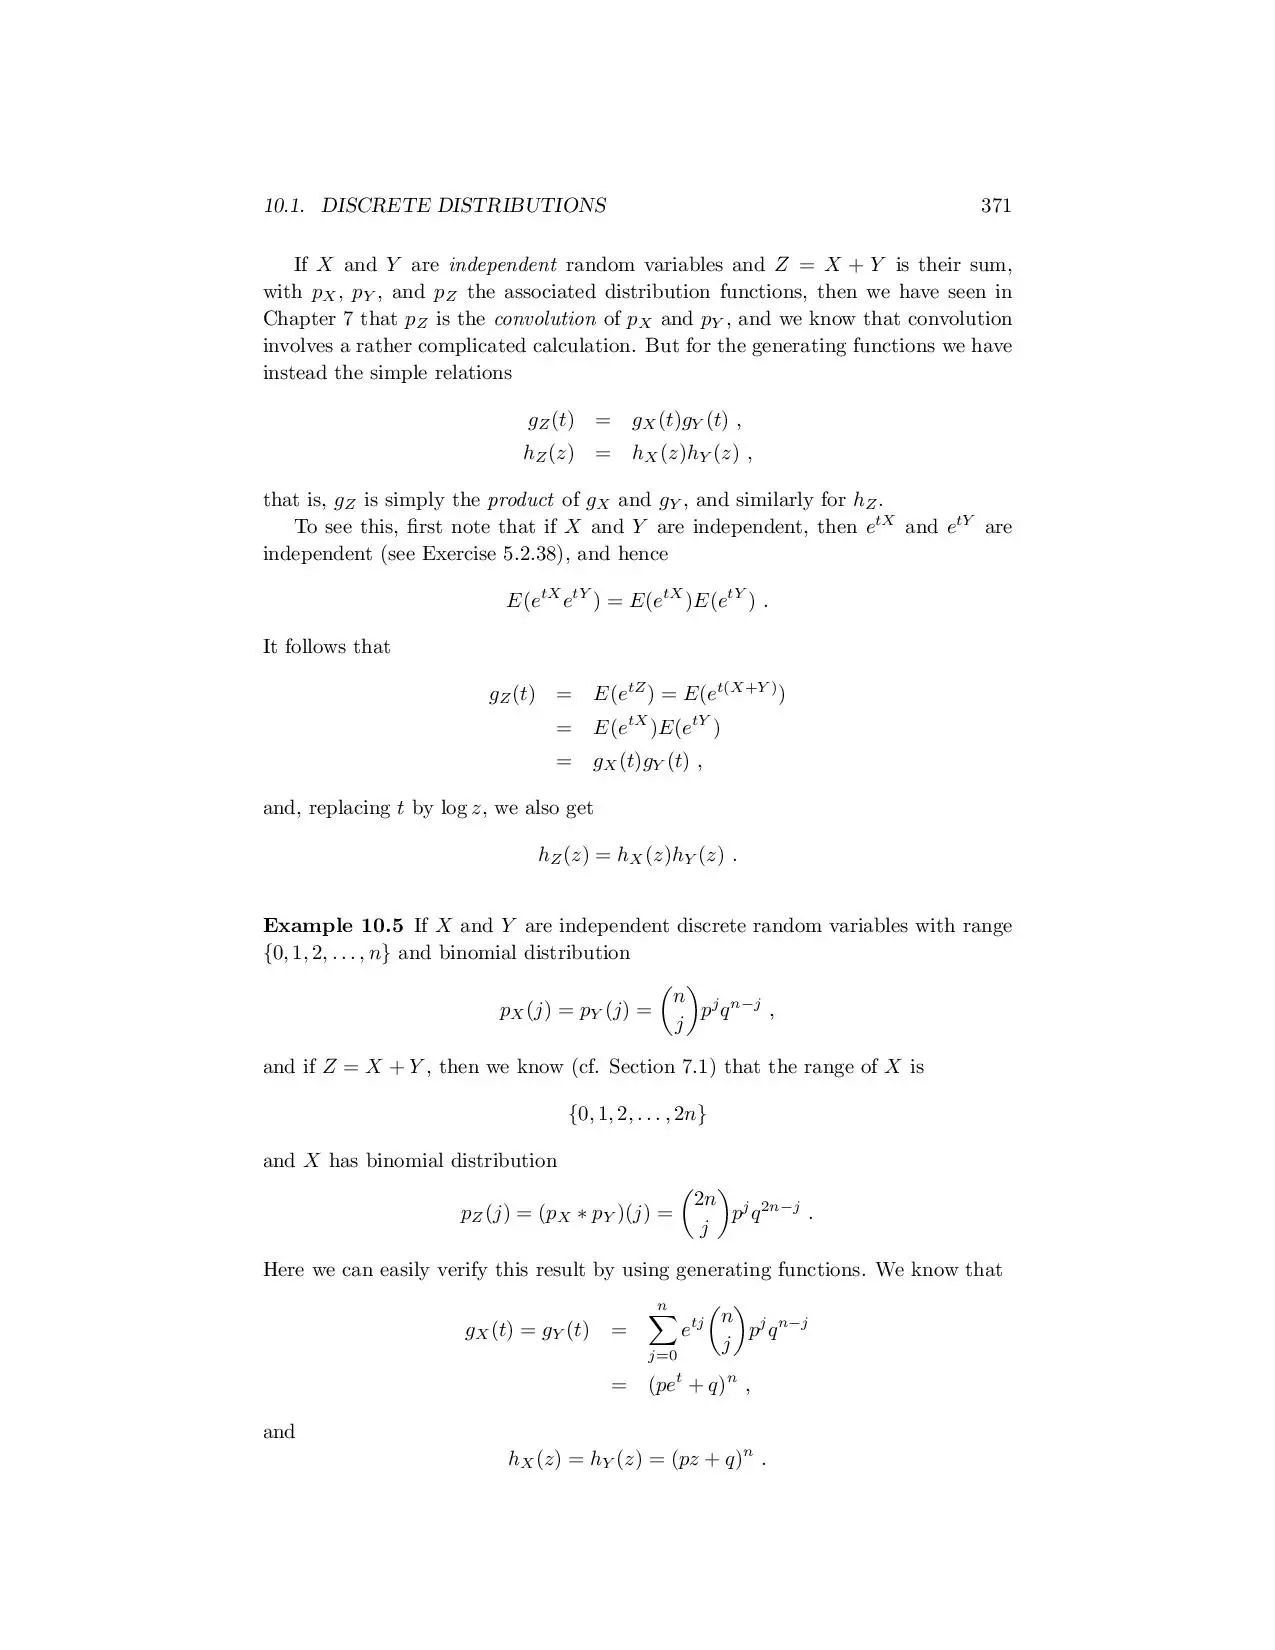 10.1. DISCRETE DISTRIBUTIONS 371
If X and Y are independent random variables and Z = X + Y is their sum,
with p_X, p_Y, and p_Z the associated distribution functions, then we have seen in
Chapter 7 that p_Z is the convolution of p_X and p_Y, and we know that convolution
involves a rather complicated calculation. But for the generating functions we have
instead the simple relations
g_Z(t) = g_X(t)g_Y(t) ,
h_Z(z) = h_X(z)h_Y(z) ,
that is, g_Z is simply the product of g_X and g_Y, and similarly for h_Z.
To see this, first note that if X and Y are independent, then e^{tX} and e^{tY} are
independent (see Exercise 5.2.38), and hence
E(e^{tX}e^{tY}) = E(e^{tX})E(e^{tY}) .
It follows that
g_Z(t) = E(e^{tZ}) = E(e^{t(X+Y)})
= E(e^{tX})E(e^{tY})
= g_X(t)g_Y(t) ,
and, replacing t by log z, we also get
h_Z(z) = h_X(z)h_Y(z) .
Example 10.5 If X and Y are independent discrete random variables with range
{0, 1, 2, . . . , n} and binomial distribution
p_X(j) = p_Y(j) = \binom{n}{j} p^j q^{n−j} ,
and if Z = X + Y, then we know (cf. Section 7.1) that the range of X is
{0, 1, 2, . . . , 2n}
and X has binomial distribution
p_Z(j) = (p_X ∗ p_Y)(j) = \binom{2n}{j} p^j q^{2n−j} .
Here we can easily verify this result by using generating functions. We know that
g_X(t) = g_Y(t) = \sum_{j=0}^{n} e^{tj} \binom{n}{j} p^j q^{n−j}
= (pe^t + q)^n ,
and
h_X(z) = h_Y(z) = (pz + q)^n .